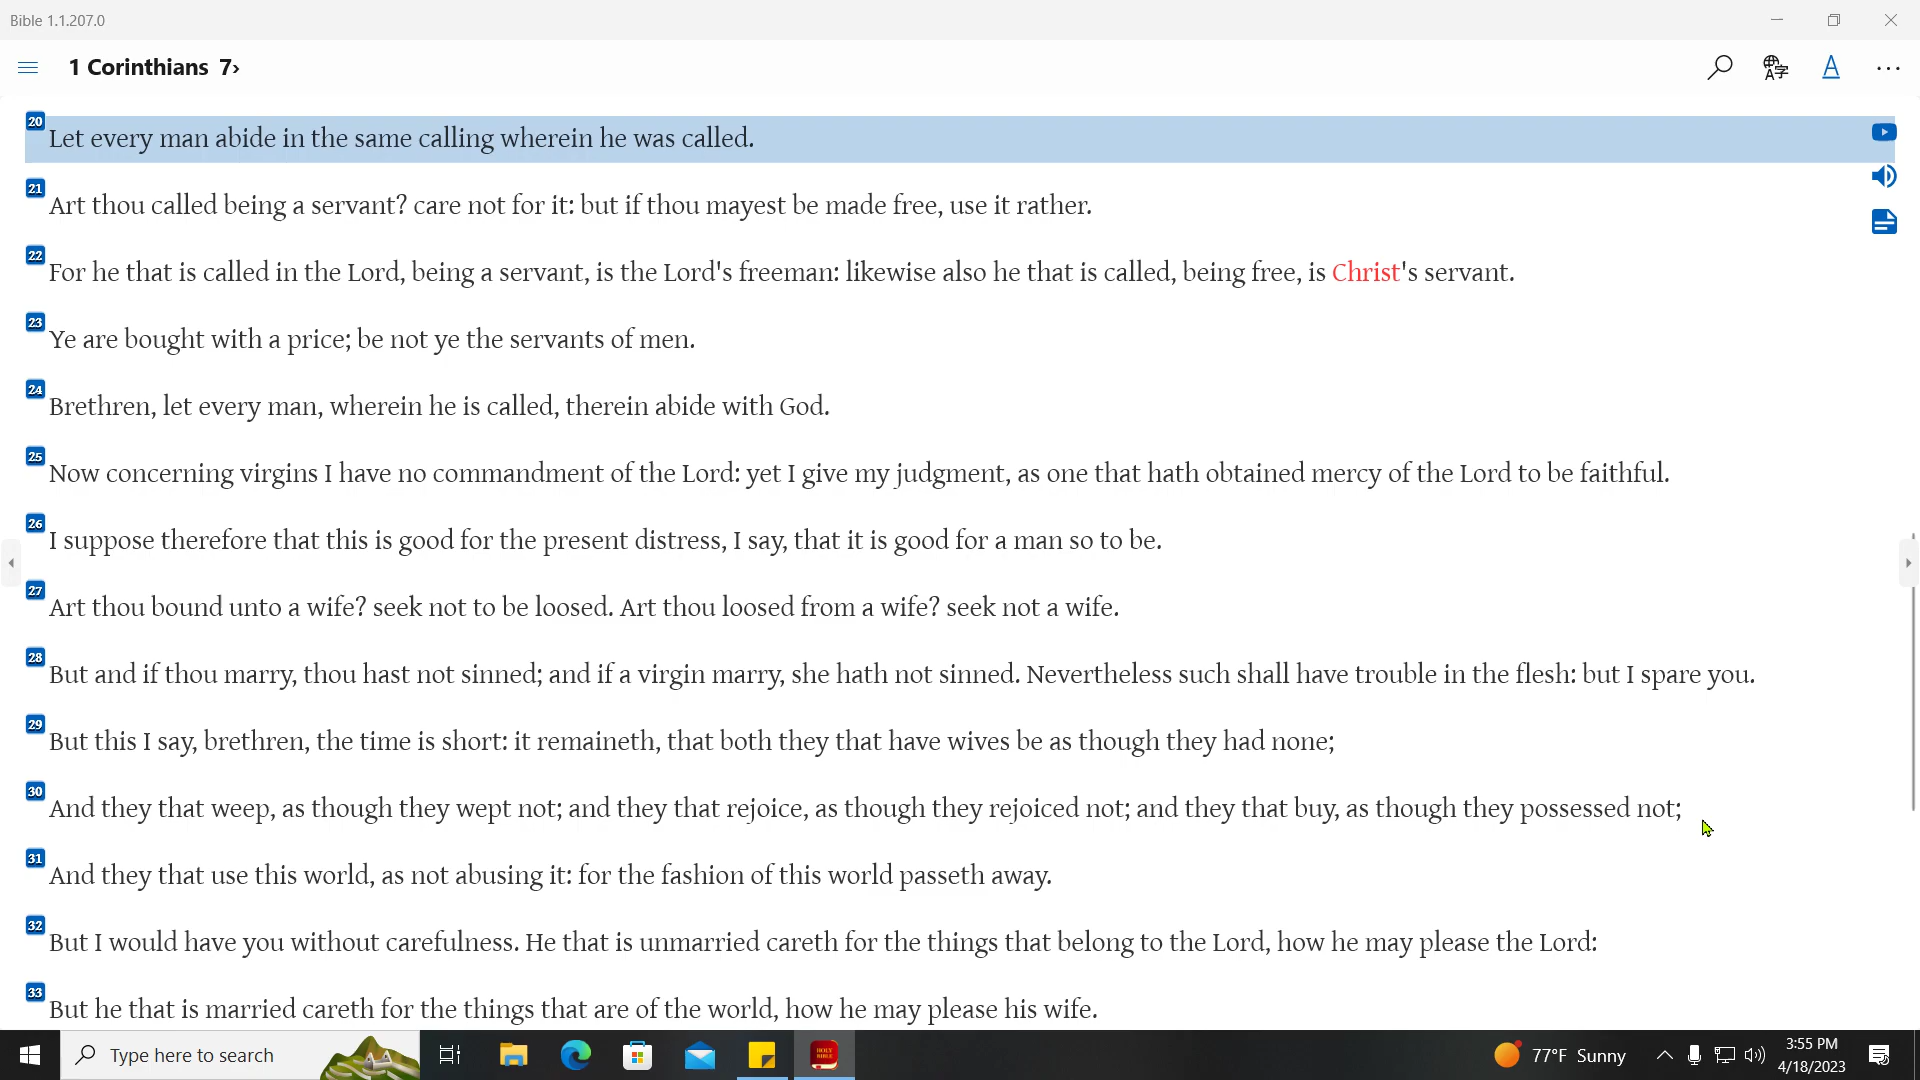 Bible 1.1.207.0
1 Corinthians 7›
20 Let every man abide in the same calling wherein he was called.
21 Art thou called being a servant? care not for it: but if thou mayest be made free, use it rather.
22 For he that is called in the Lord, being a servant, is the Lord's freeman: likewise also he that is called, being free, is Christ's servant.
23 Ye are bought with a price; be not ye the servants of men.
24 Brethren, let every man, wherein he is called, therein abide with God.
25 Now concerning virgins I have no commandment of the Lord: yet I give my judgment, as one that hath obtained mercy of the Lord to be faithful.
26 I suppose therefore that this is good for the present distress, I say, that it is good for a man so to be.
27 Art thou bound unto a wife? seek not to be loosed. Art thou loosed from a wife? seek not a wife.
28 But and if thou marry, thou hast not sinned; and if a virgin marry, she hath not sinned. Nevertheless such shall have trouble in the flesh: but I spare you.
29 But this I say, brethren, the time is short: it remaineth, that both they that have wives be as though they had none;
30 And they that weep, as though they wept not; and they that rejoice, as though they rejoiced not; and they that buy, as though they possessed not;
31 And they that use this world, as not abusing it: for the fashion of this world passeth away.
32 But I would have you without carefulness. He that is unmarried careth for the things that belong to the Lord, how he may please the Lord:
33 But he that is married careth for the things that are of the world, how he may please his wife.
Type here to search
HOLY BIBLE
77°F Sunny
3:55 PM
4/18/2023